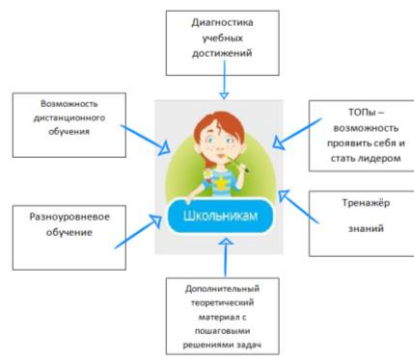 Диагностика
учебных
достижений
Возможность
дистанционного
обучения
ТОПы –
возможность
проявить себя и
стать лидером
Школьникам
Разноуровневое
обучение
Тренажёр
знаний
Дополнительный
теоретический
материал с
пошаговыми
решениями задач